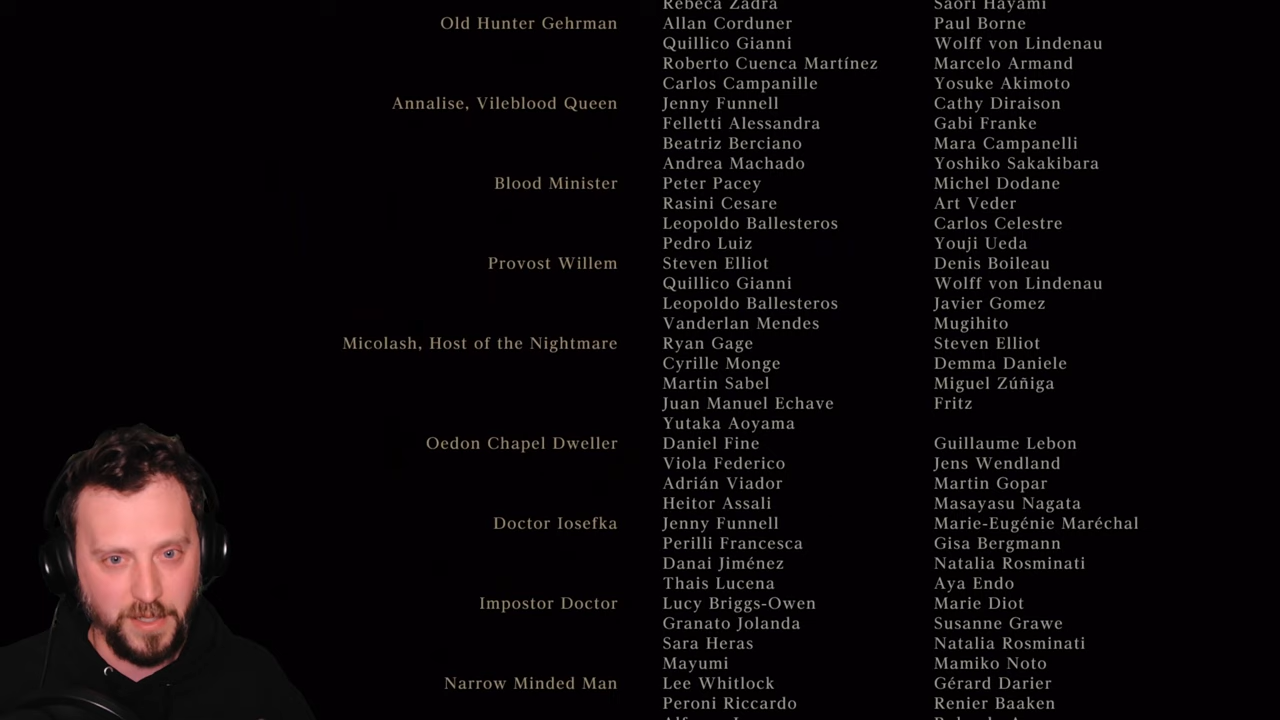 Rebeca Zadra Saori Hayami
Old Hunter Gehrman Allan Corduner Paul Borne
Quillico Gianni Wolff von Lindenau
Roberto Cuenca Martínez Marcelo Armand
Carlos Campanille Yosuke Akimoto
Annalise, Vileblood Queen Jenny Funnell Cathy Diraison
Felletti Alessandra Gabi Franke
Beatriz Berciano Mara Campanelli
Andrea Machado Yoshiko Sakakibara
Blood Minister Peter Pacey Michel Dodane
Rasini Cesare Art Veder
Leopoldo Ballesteros Carlos Celestre
Pedro Luiz Youji Ueda
Provost Willem Steven Elliot Denis Boileau
Quillico Gianni Wolff von Lindenau
Leopoldo Ballesteros Javier Gomez
Vanderlan Mendes Mugihito
Micolash, Host of the Nightmare Ryan Gage Steven Elliot
Cyrille Monge Demma Daniele
Martin Sabel Miguel Zúñiga
Juan Manuel Echave Fritz
Yutaka Aoyama
Oedon Chapel Dweller Daniel Fine Guillaume Lebon
Viola Federico Jens Wendland
Adrián Viador Martin Gopar
Heitor Assali Masayasu Nagata
Doctor Iosefka Jenny Funnell Marie-Eugénie Maréchal
Perilli Francesca Gisa Bergmann
Danai Jiménez Natalia Rosminati
Thais Lucena Aya Endo
Impostor Doctor Lucy Briggs-Owen Marie Diot
Granato Jolanda Susanne Grawe
Sara Heras Natalia Rosminati
Mayumi Mamiko Noto
Narrow Minded Man Lee Whitlock Gérard Darier
Peroni Riccardo Renier Baaken